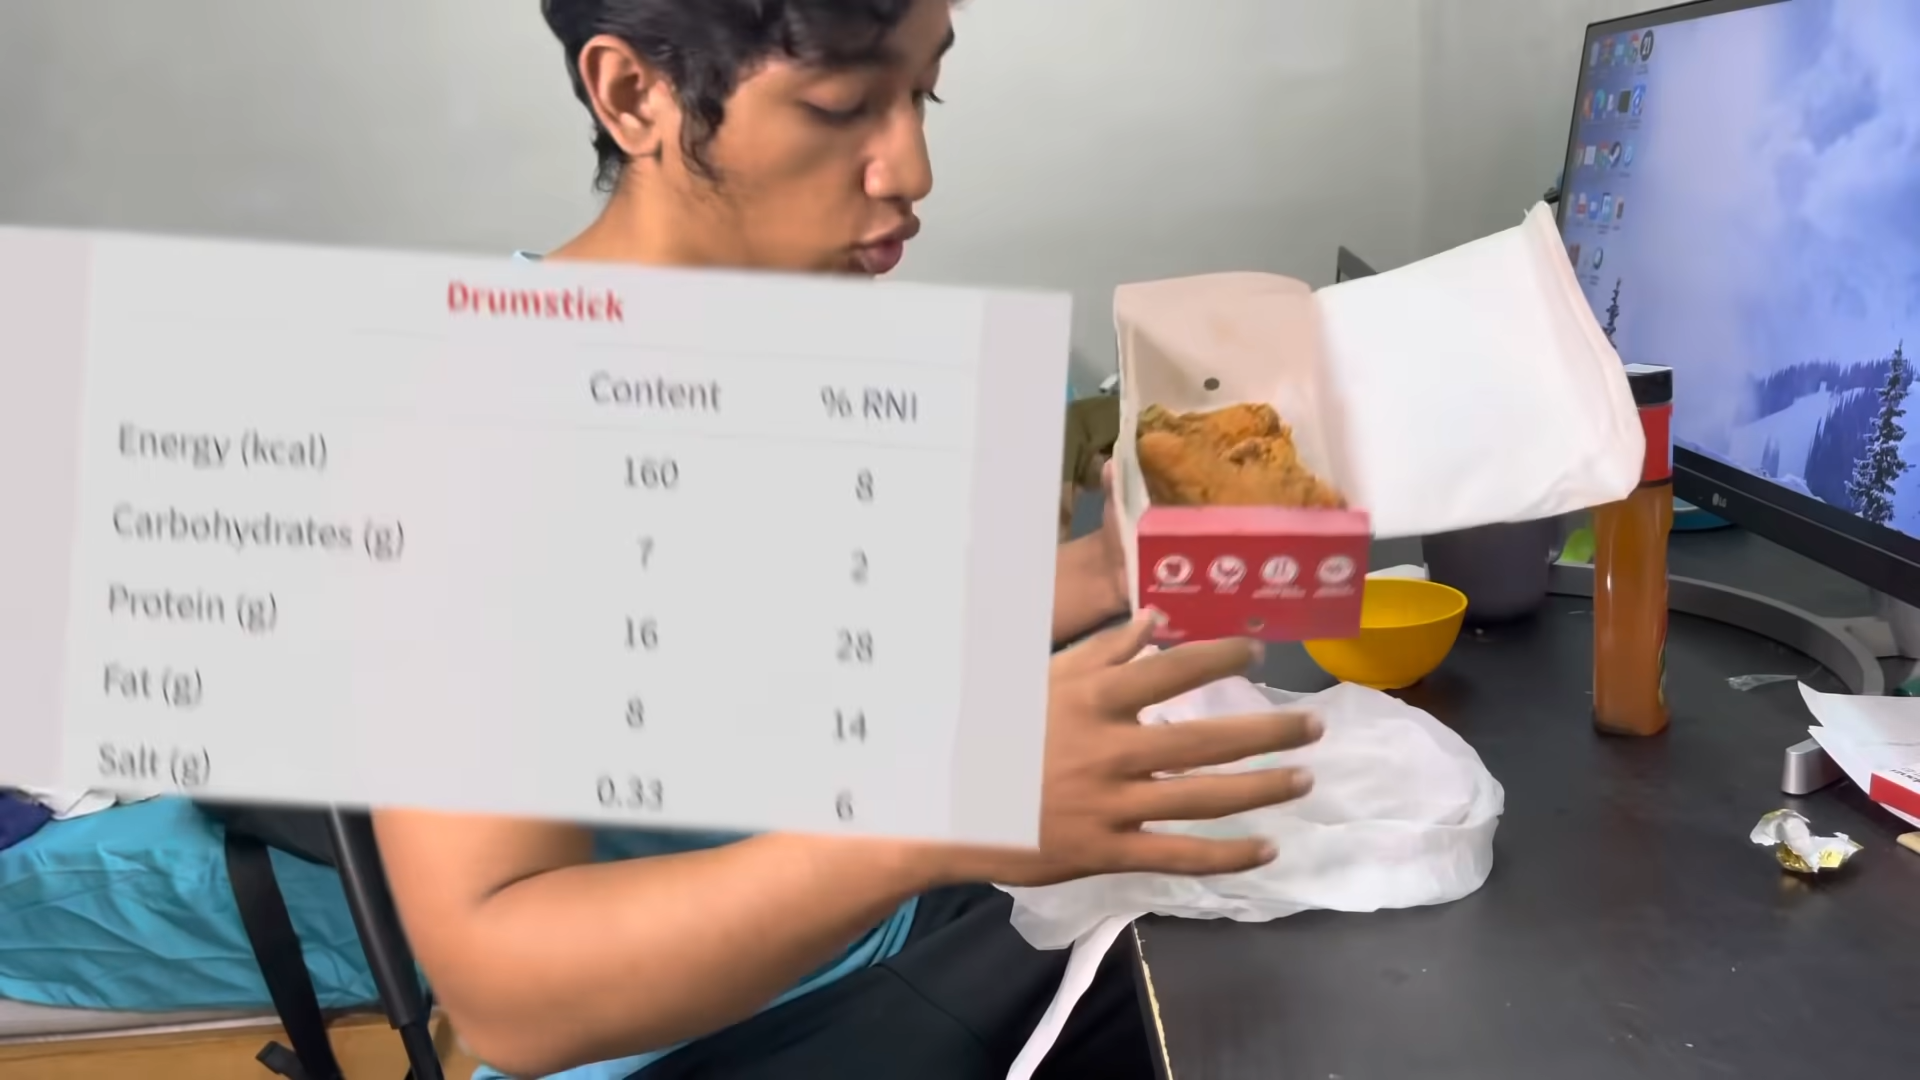 Drumstick
Content % RNI
Energy (kcal) 160 8
Carbohydrates (g) 7 2
Protein (g) 16 28
Fat (g) 8 14
Salt (g) 0.33 6
LG